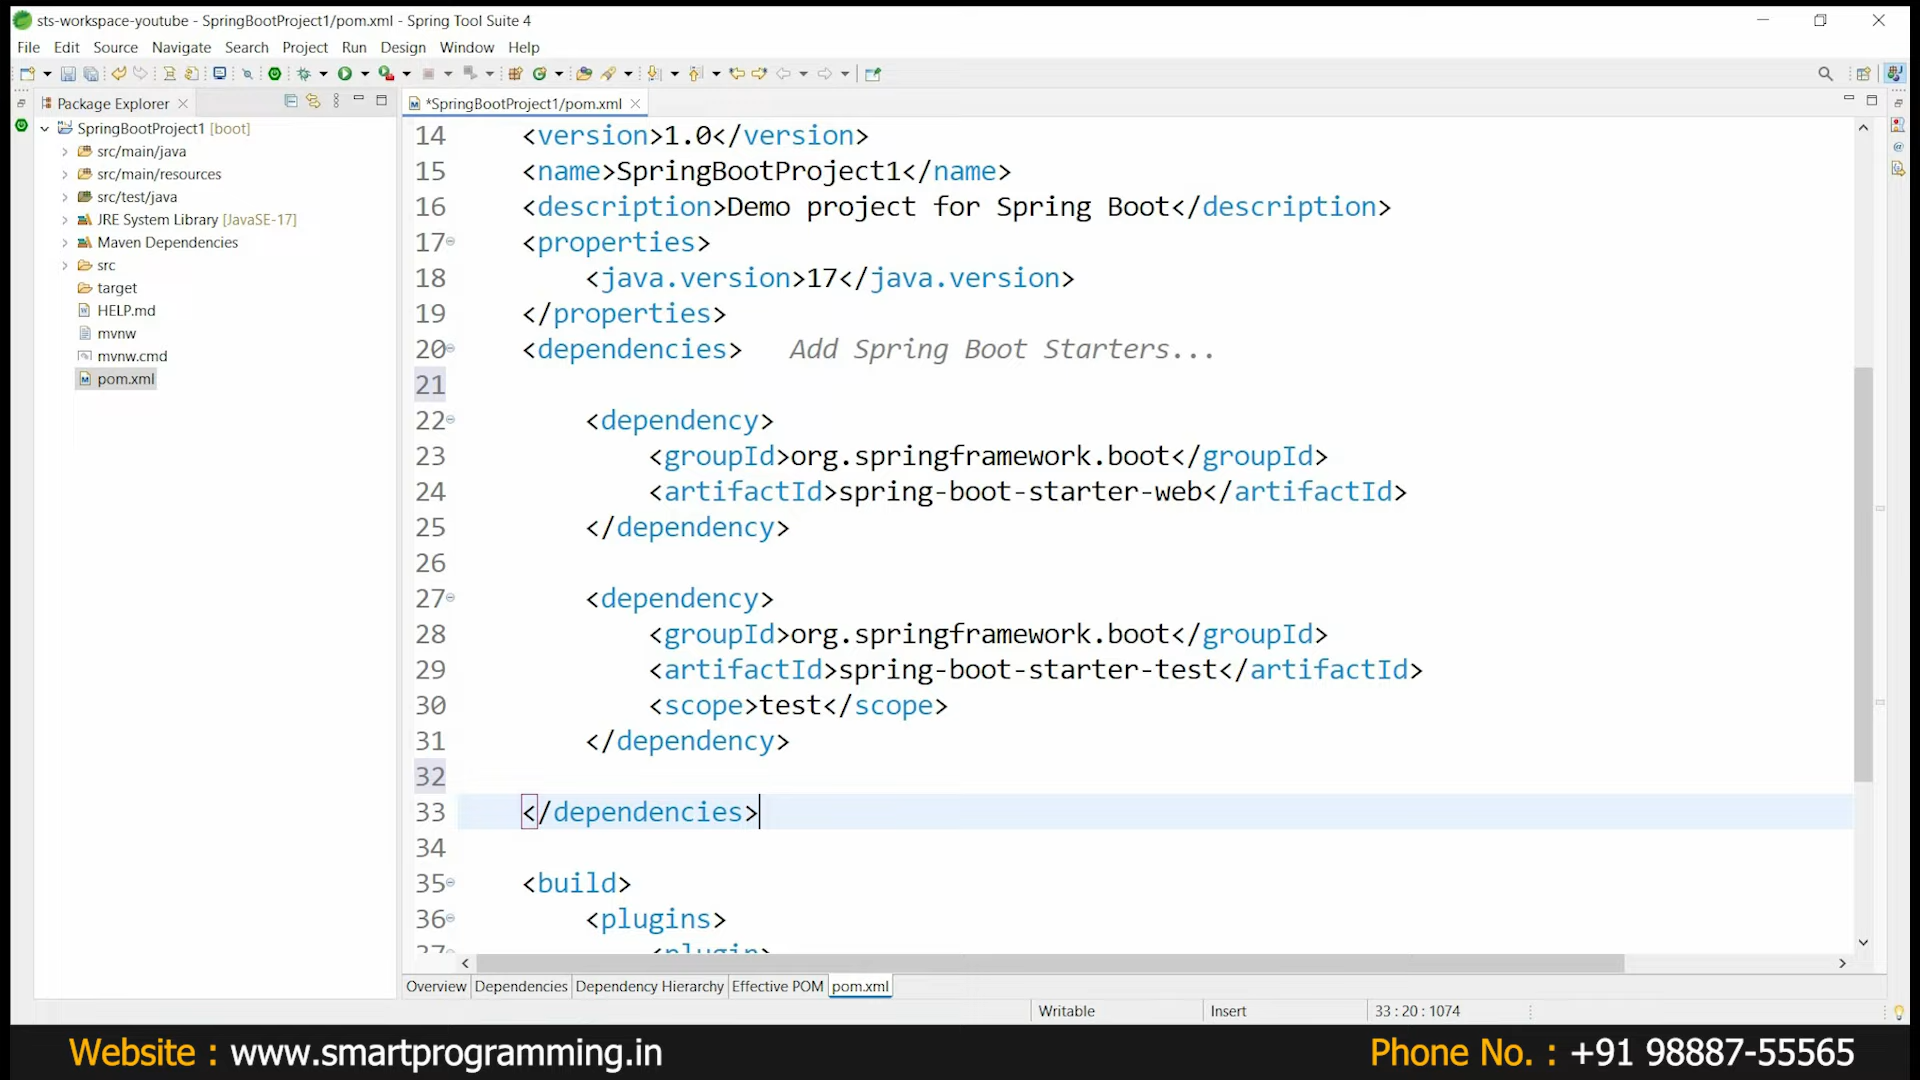 sts-workspace-youtube - SpringBootProject1/pom.xml - Spring Tool Suite 4
File Edit Source Navigate Search Project Run Design Window Help
Package Explorer
*SpringBootProject1/pom.xml
SpringBootProject1 [boot]
src/main/java
src/main/resources
src/test/java
JRE System Library [JavaSE-17]
Maven Dependencies
src
target
HELP.md
mvnw
mvnw.cmd
pom.xml
14 <version>1.0</version>
15 <name>SpringBootProject1</name>
16 <description>Demo project for Spring Boot</description>
17 <properties>
18 <java.version>17</java.version>
19 </properties>
20 <dependencies> Add Spring Boot Starters...
21
22 <dependency>
23 <groupId>org.springframework.boot</groupId>
24 <artifactId>spring-boot-starter-web</artifactId>
25 </dependency>
26
27 <dependency>
28 <groupId>org.springframework.boot</groupId>
29 <artifactId>spring-boot-starter-test</artifactId>
30 <scope>test</scope>
31 </dependency>
32
33 </dependencies>
34
35 <build>
36 <plugins>
37 <plugin>
Overview Dependencies Dependency Hierarchy Effective POM pom.xml
Writable Insert 33 : 20 : 1074
Website : www.smartprogramming.in Phone No. : +91 98887-55565